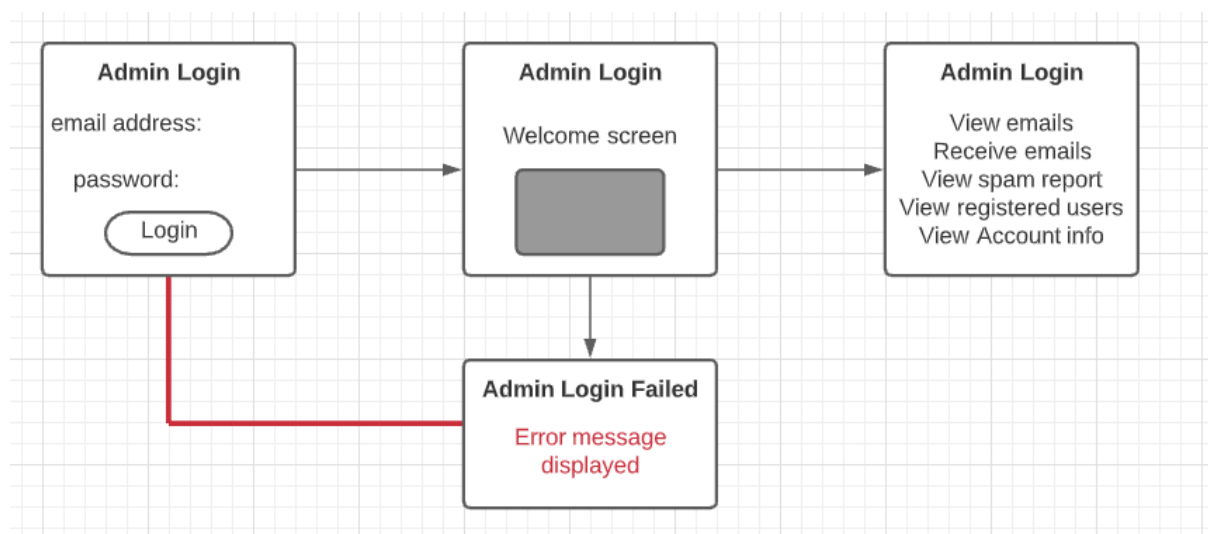 Admin Login
email address:
password:
Login
Admin Login
Welcome screen
Admin Login
View emails
Receive emails
View spam report
View registered users
View Account info
Admin Login Failed
Error message
displayed